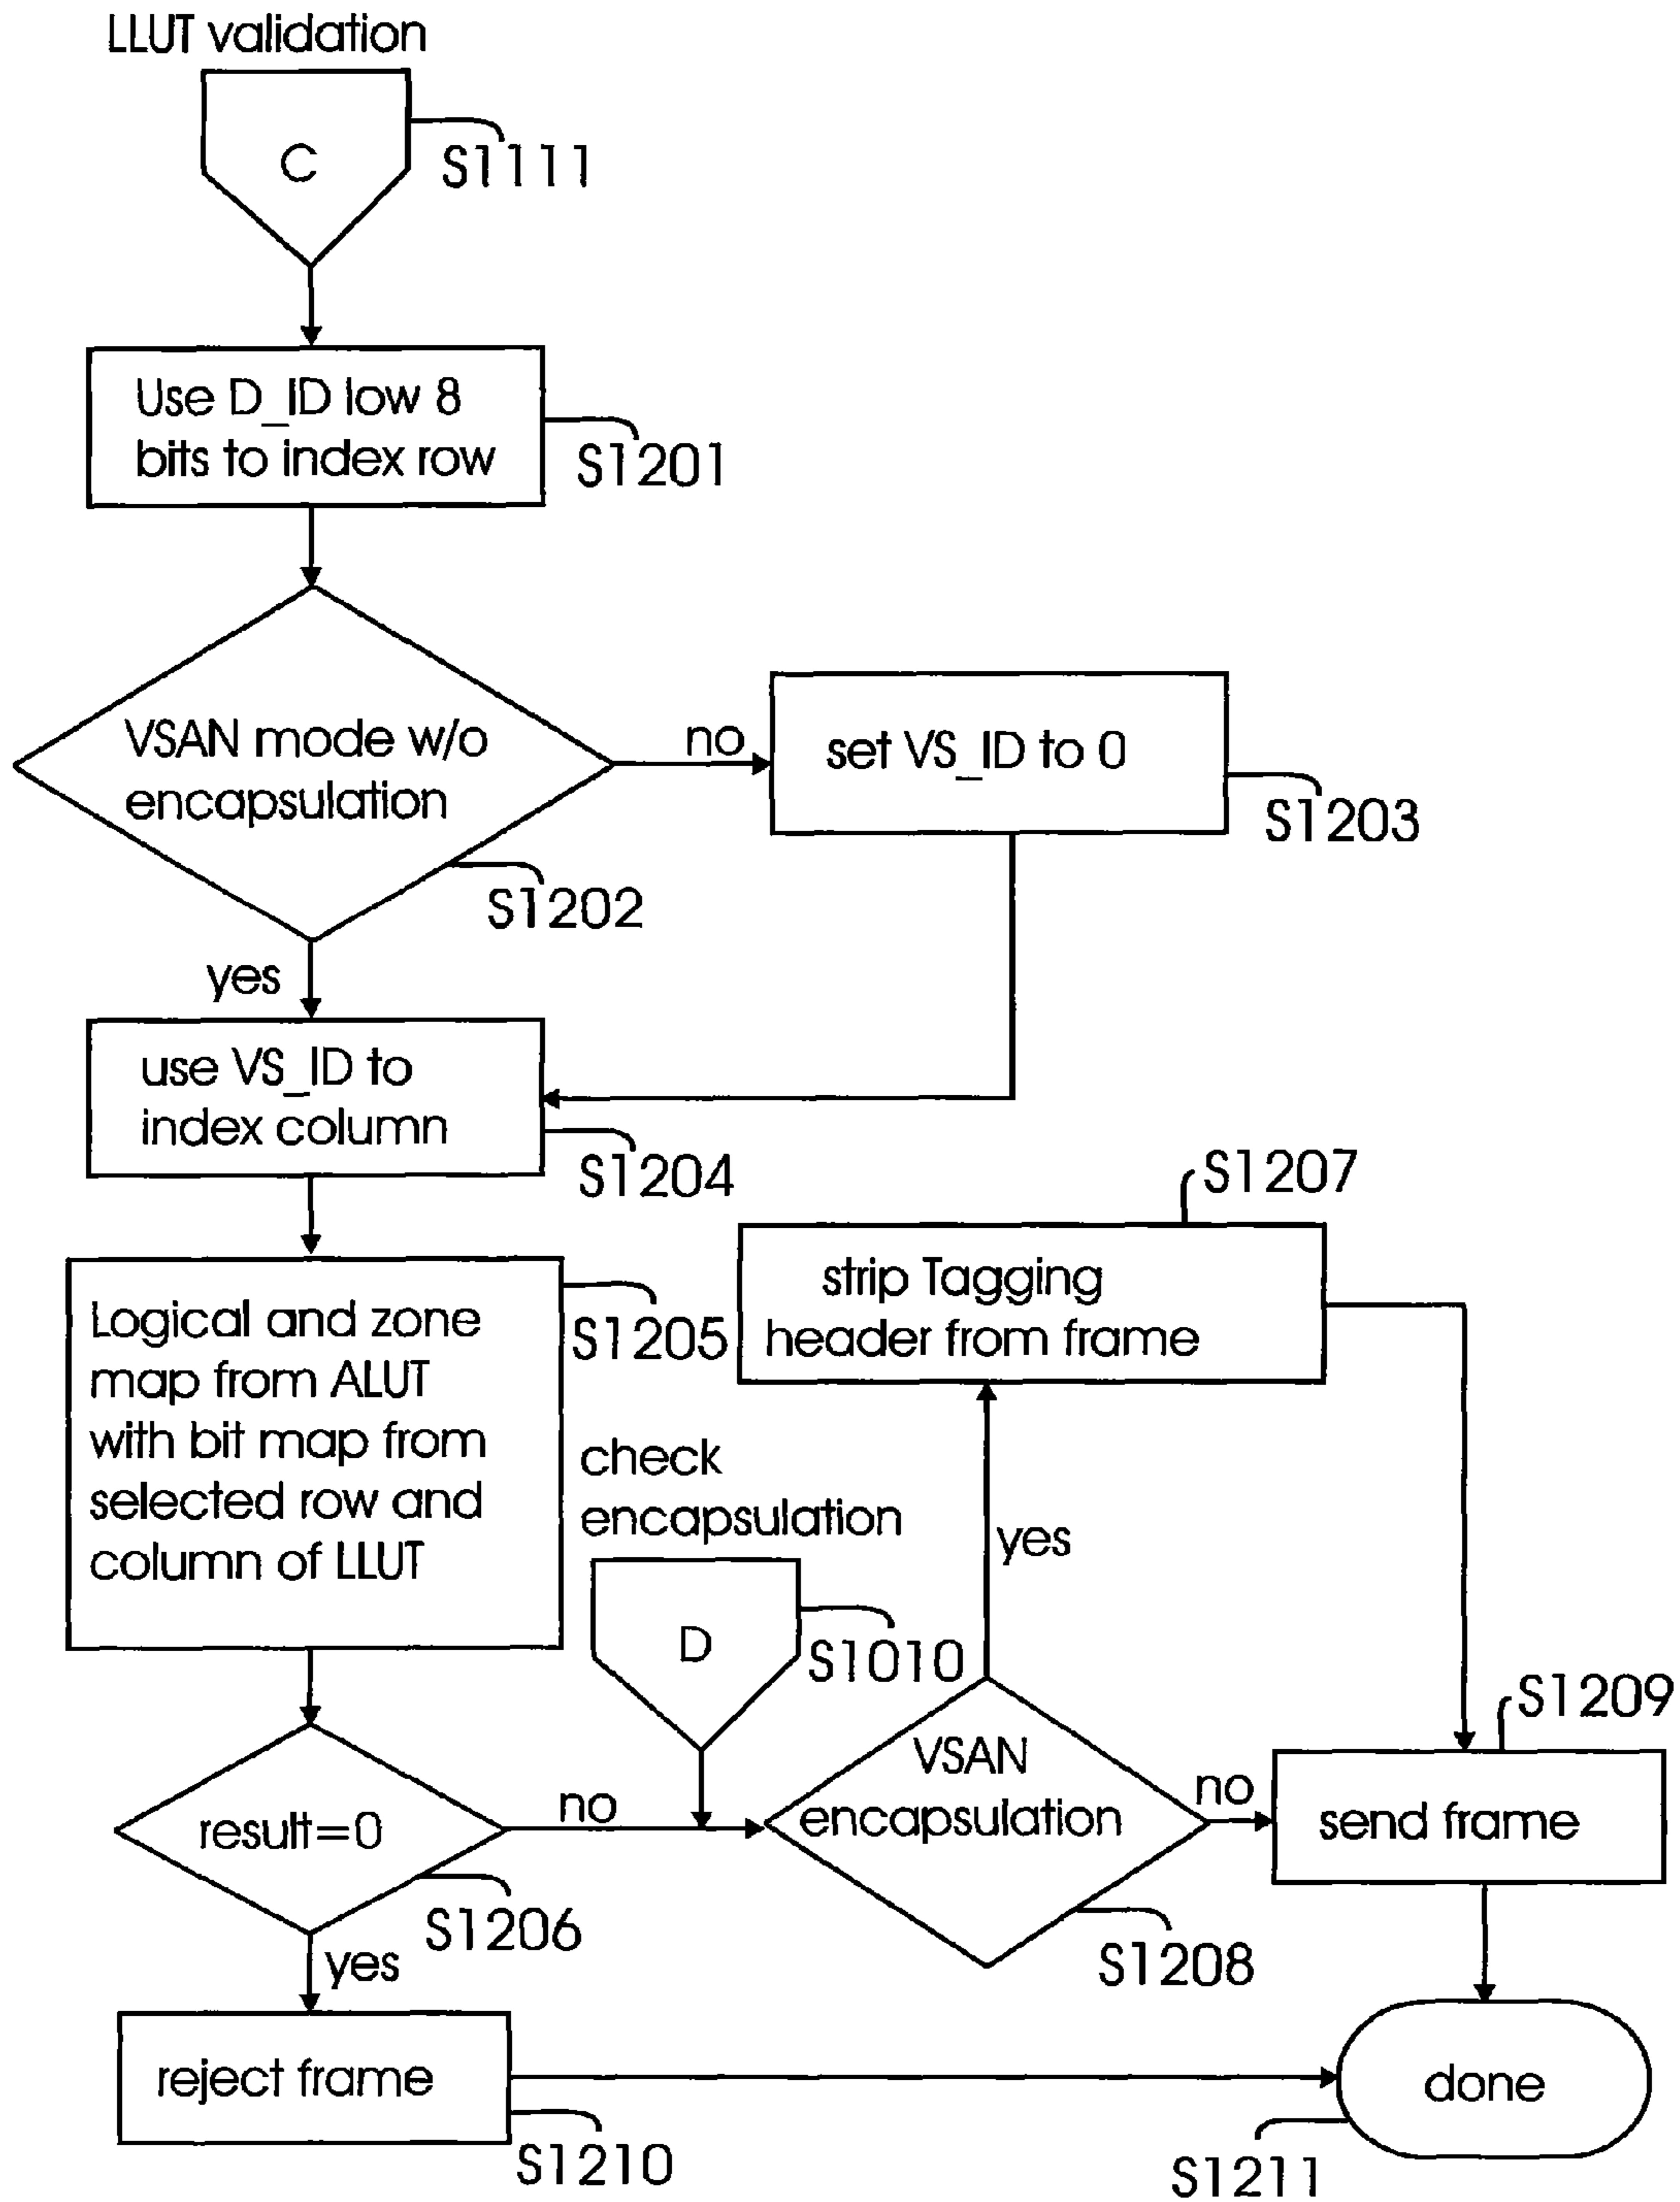 LLUT validation
C
S1111
Use D_ID low 8
bits to index row
S1201
VSAN mode w/o
encapsulation
S1202
no
set VS_ID to 0
S1203
yes
use VS_ID to
index column
S1204
Logical and zone
map from ALUT
with bit map from
selected row and
column of LLUT
S1205
S1207
strip Tagging
header from frame
check
encapsulation
D
S1010
yes
VSAN
encapsulation
S1208
no
S1209
send frame
result=0
no
S1206
yes
reject frame
S1210
done
S1211